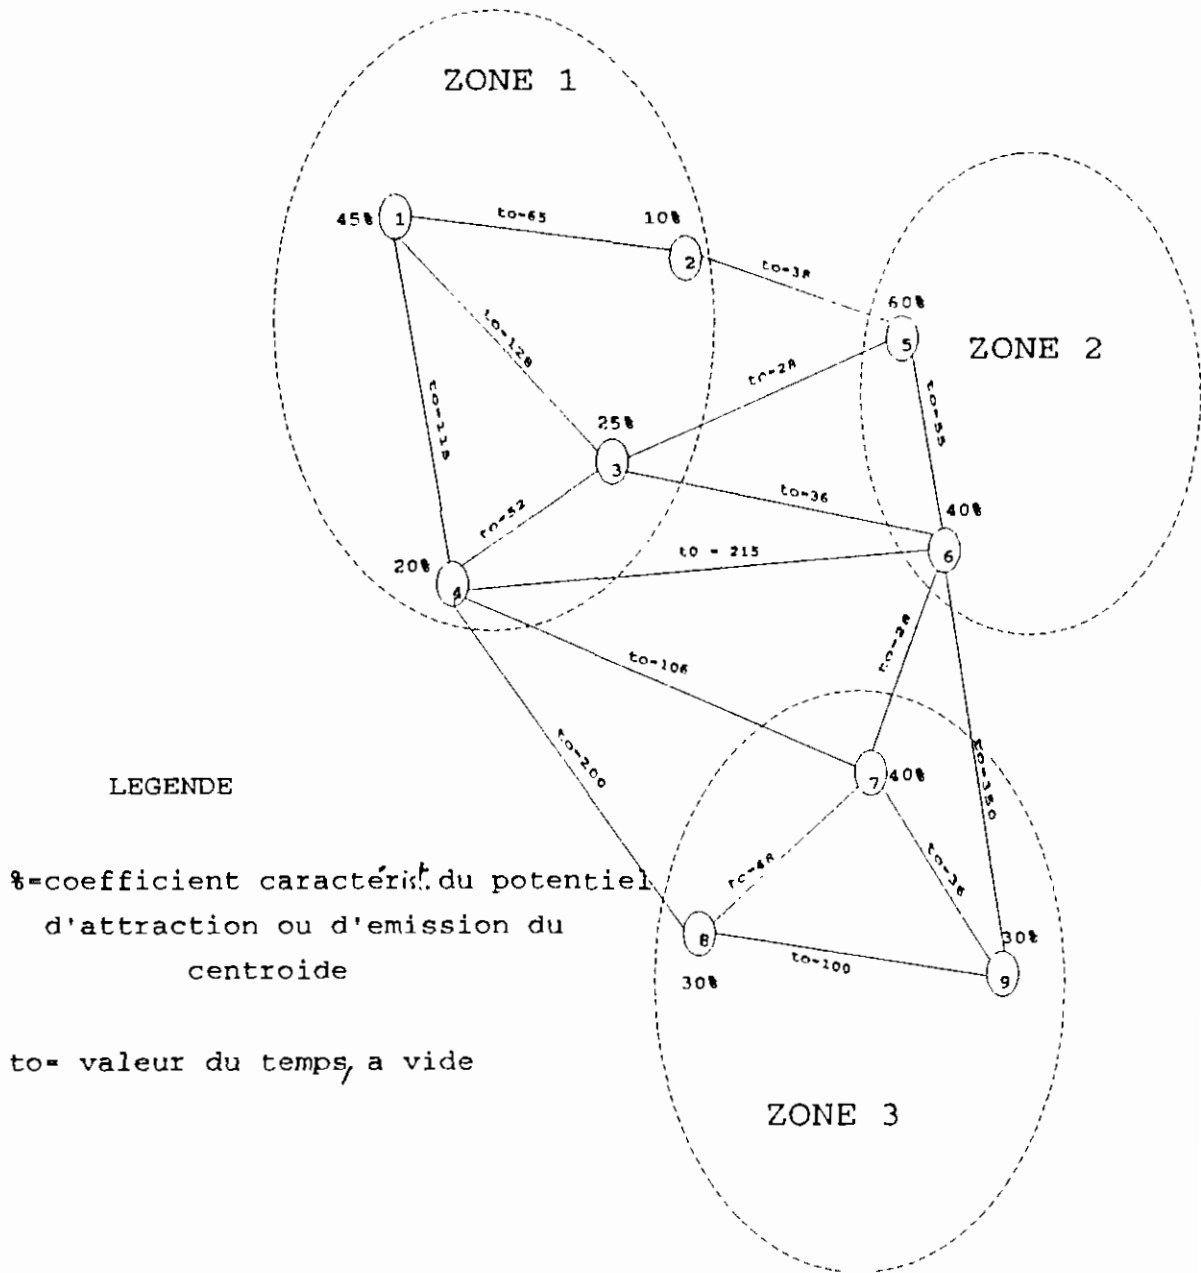 ZONE 1
45% 1
to=65
10%
2
to=38
60%
5
ZONE 2
to=128
to=28
to=55
25%
3
to=52
to=36
40%
6
20%
4
to = 215
to=106
to=200
7
40%
to=350
to=36
LEGENDE
%=coefficient caractérist. du potentiel
d'attraction ou d'emission du
centroide
8
30%
to=100
30%
9
to= valeur du temps, a vide
ZONE 3